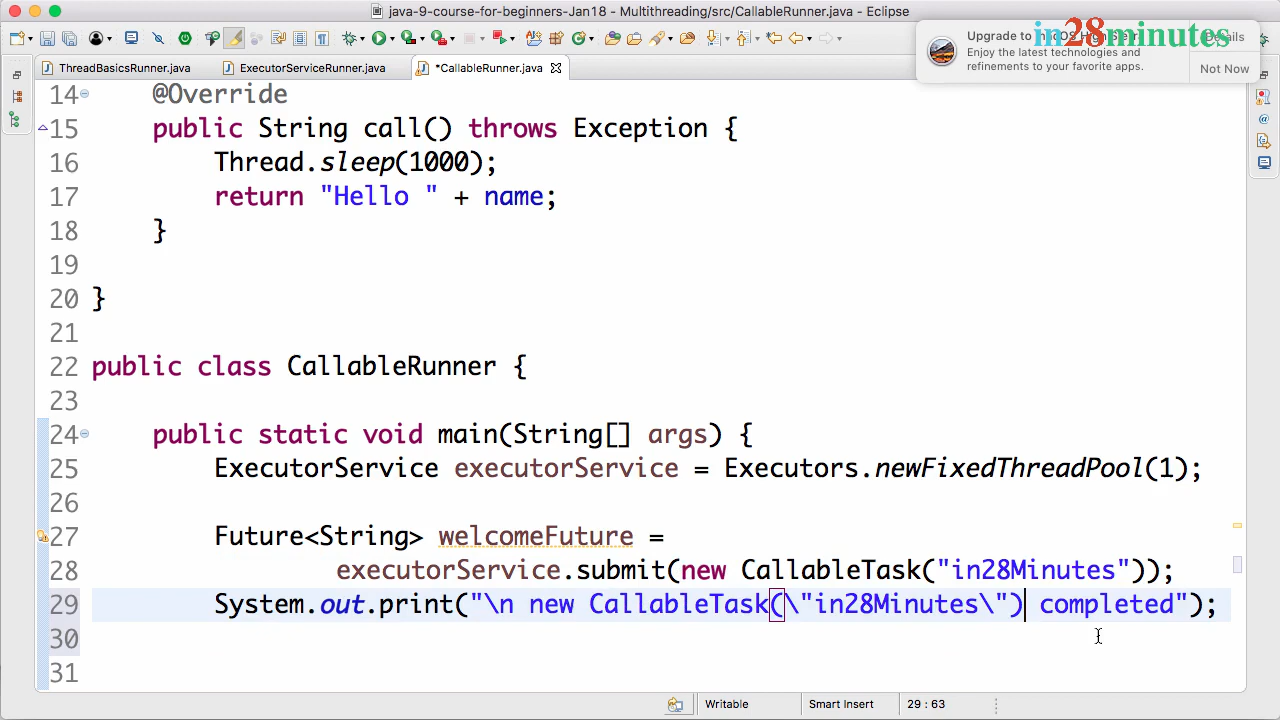 java-9-course-for-beginners-Jan18 - Multithreading/src/CallableRunner.java - Eclipse
in28minutes
Upgrade to
Enjoy the latest technologies and
refinements to your favorite apps.
Not Now
ThreadBasicsRunner.java
ExecutorServiceRunner.java
*CallableRunner.java
14 @Override
15 public String call() throws Exception {
16 Thread.sleep(1000);
17 return "Hello " + name;
18 }
19
20 }
21
22 public class CallableRunner {
23
24 public static void main(String[] args) {
25 ExecutorService executorService = Executors.newFixedThreadPool(1);
26
27 Future<String> welcomeFuture =
28 executorService.submit(new CallableTask("in28Minutes"));
29 System.out.print("\n new CallableTask(\"in28Minutes\") completed");
30
31
Writable
Smart Insert
29 : 63